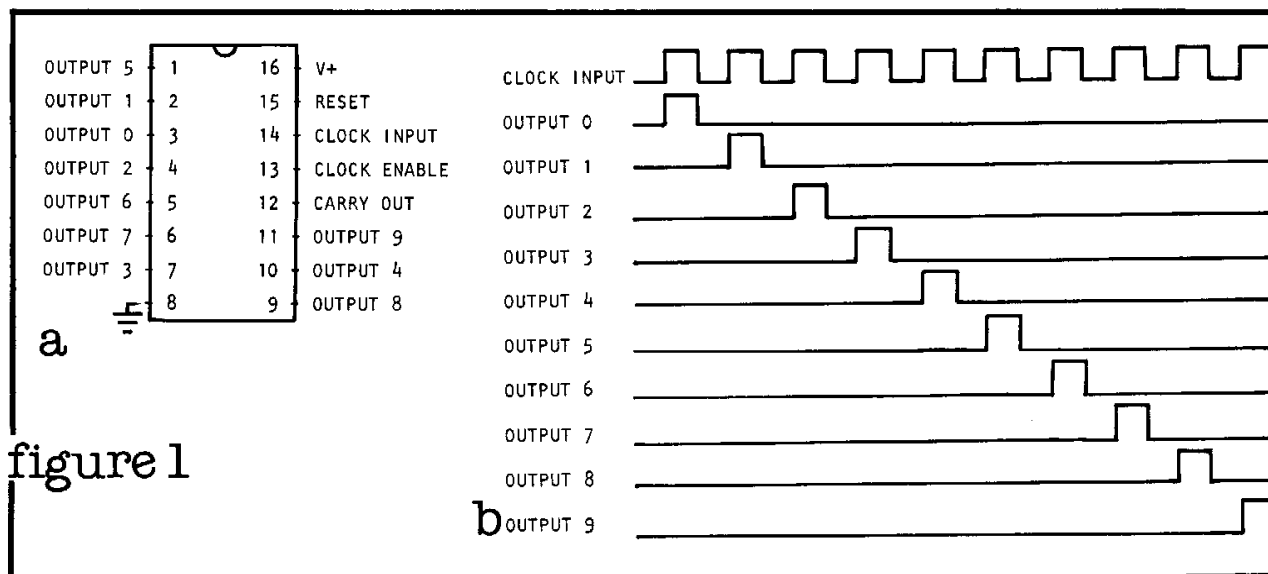 OUTPUT 5 1 16 V+
OUTPUT 1 2 15 RESET
OUTPUT 0 3 14 CLOCK INPUT
OUTPUT 2 4 13 CLOCK ENABLE
OUTPUT 6 5 12 CARRY OUT
OUTPUT 7 6 11 OUTPUT 9
OUTPUT 3 7 10 OUTPUT 4
8 9 OUTPUT 8
a
figure 1
CLOCK INPUT
OUTPUT 0
OUTPUT 1
OUTPUT 2
OUTPUT 3
OUTPUT 4
OUTPUT 5
OUTPUT 6
OUTPUT 7
OUTPUT 8
b OUTPUT 9